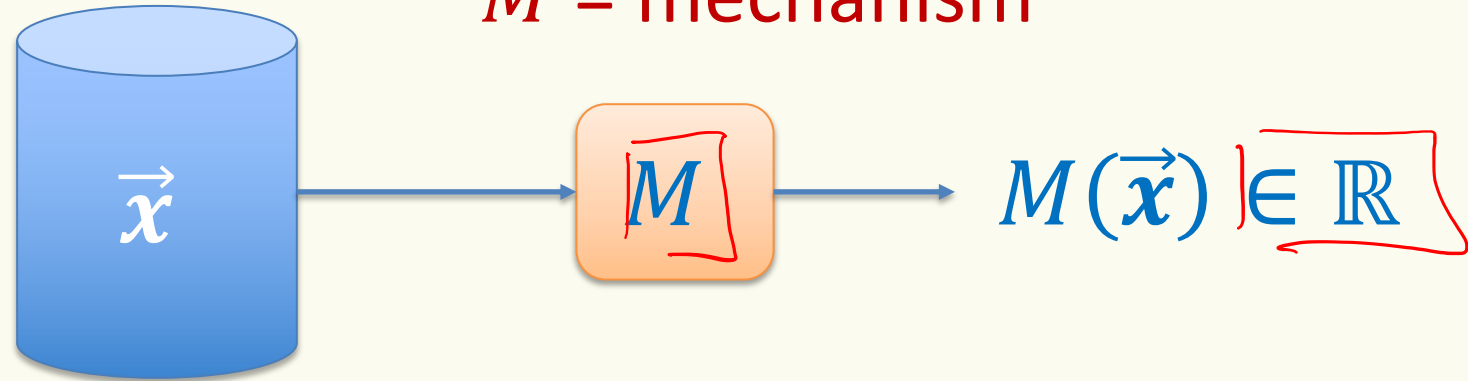 M = mechanism
x⃗
M
M(x⃗) ∈ ℝ